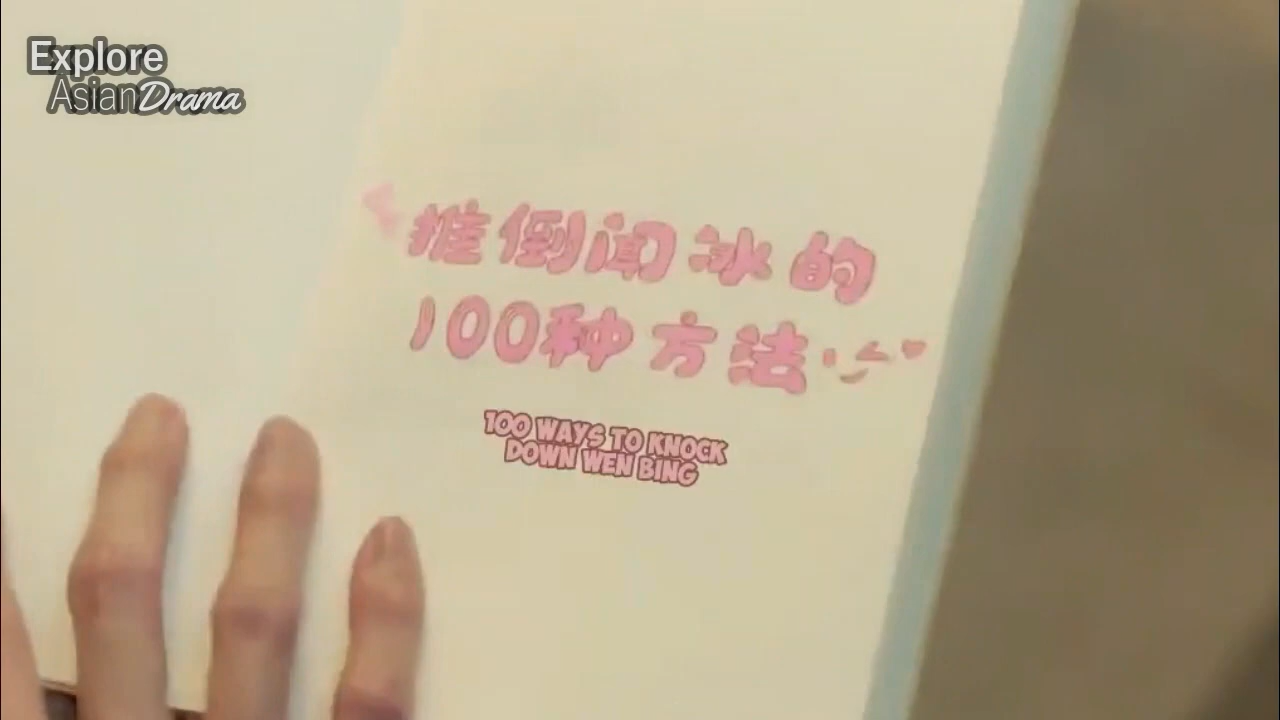 Explore
AsianDrama
推倒闻冰的
100种方法
100 WAYS TO KNOCK
DOWN WEN BING